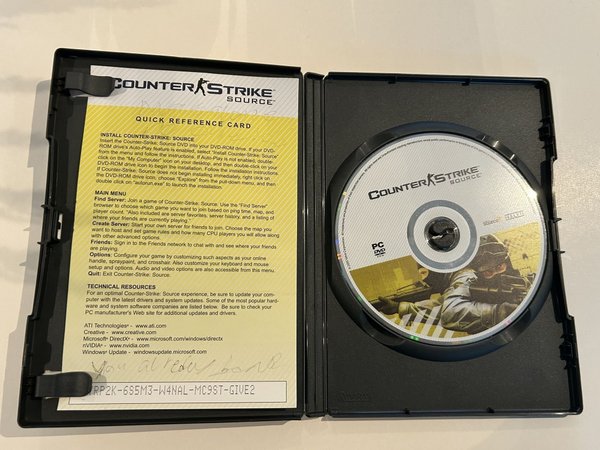 COUNTER STRIKE
SOURCE™
QUICK REFERENCE CARD
INSTALL COUNTER-STRIKE: SOURCE
Insert the Counter-Strike: Source DVD into your DVD-ROM drive. If your DVD-
ROM drive's Auto-Play feature is enabled, select "Install Counter-Strike: Source"
from the menu and follow the instructions. If Auto-Play is not enabled, double-
click on the "My Computer" icon on your desktop, and then double-click on your
DVD-ROM drive icon to begin the installation. Follow the installation instructions.
If Counter-Strike: Source does not begin installing immediately, right click on
the DVD-ROM drive icon, choose "Explore" from the pull-down menu, and then
double click on "autorun.exe" to launch the installation.
MAIN MENU
Find Server: Join a game of Counter-Strike: Source. Use the "Find Server"
browser to choose which game you want to join based on ping time, map, and
player count. "Also included are server favorites, server history, and a listing of
where your friends are currently playing."
Create Server: Start your own server for friends to join. Choose the map you
want to host and set game rules and how many CPU players you will allow along
with other advanced options.
Friends: Sign in to the Friends network to chat with and see where your friends
are playing.
Options: Configure your game by customizing such aspects as your online
handle, spraypaint, and crosshair. Also customize your keyboard and mouse
setup and options. Audio and video options are also accessible from this menu.
Quit: Exit Counter-Strike: Source.
TECHNICAL RESOURCES
For an optimal Counter-Strike: Source experience, be sure to update your com-
puter with the latest drivers and system updates. Some of the most popular hard-
ware and system software companies are listed below. Be sure to check your
PC manufacturer's Web site for additional updates and drivers.
ATI Technologies® - www.ati.com
Creative - www.creative.com
Microsoft® DirectX® - www.microsoft.com/windows/directx
nVIDIA® - www.nvidia.com
Windows® Update - windowsupdate.microsoft.com
you already
RP2K-6S5M3-W4NAL-MC9ST-GIVE2
COUNTER STRIKE
SOURCE™
PC
DVD
VALVE